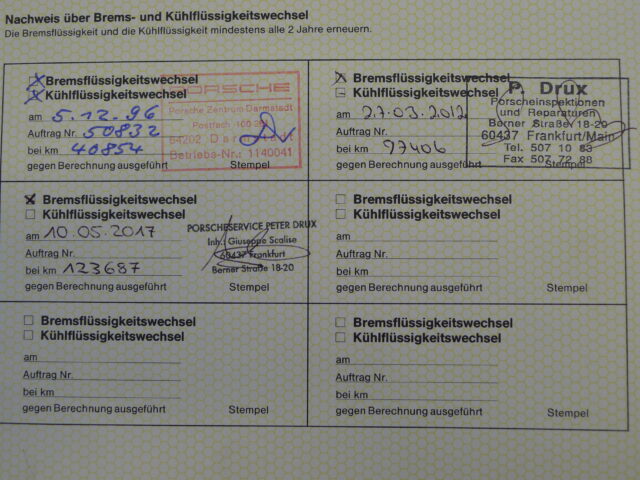 Nachweis über Brems- und Kühlflüssigkeitswechsel
Die Bremsflüssigkeit und die Kühlflüssigkeit mindestens alle 2 Jahre erneuern.
Bremsflüssigkeitswechsel
Kühlflüssigkeitswechsel
am 5.12.96
Auftrag Nr. 50832
bei km 40854
gegen Berechnung ausgeführt Stempel
PORSCHE
Porsche Zentrum Darmstadt
Postfach 100
64202 Darmstadt
Betriebs-Nr.: 1140041
Bremsflüssigkeitswechsel
Kühlflüssigkeitswechsel
am 27.03.2012
Auftrag Nr.
bei km 97406
gegen Berechnung ausgeführt Stempel
P. Drux
Porscheinspektionen
und Reparaturen
Berner Straße 18-20
60437 Frankfurt/Main
Tel. 507 10 83
Fax 507 72 88
Bremsflüssigkeitswechsel
Kühlflüssigkeitswechsel
am 10.05.2017
Auftrag Nr.
bei km 123687
gegen Berechnung ausgeführt Stempel
PORSCHESERVICE PETER DRUX
Inh.: Giuseppe Scalise
60437 Frankfurt
Berner Straße 18-20
Bremsflüssigkeitswechsel
Kühlflüssigkeitswechsel
am
Auftrag Nr.
bei km
gegen Berechnung ausgeführt Stempel
Bremsflüssigkeitswechsel
Kühlflüssigkeitswechsel
am
Auftrag Nr.
bei km
gegen Berechnung ausgeführt Stempel
Bremsflüssigkeitswechsel
Kühlflüssigkeitswechsel
am
Auftrag Nr.
bei km
gegen Berechnung ausgeführt Stempel